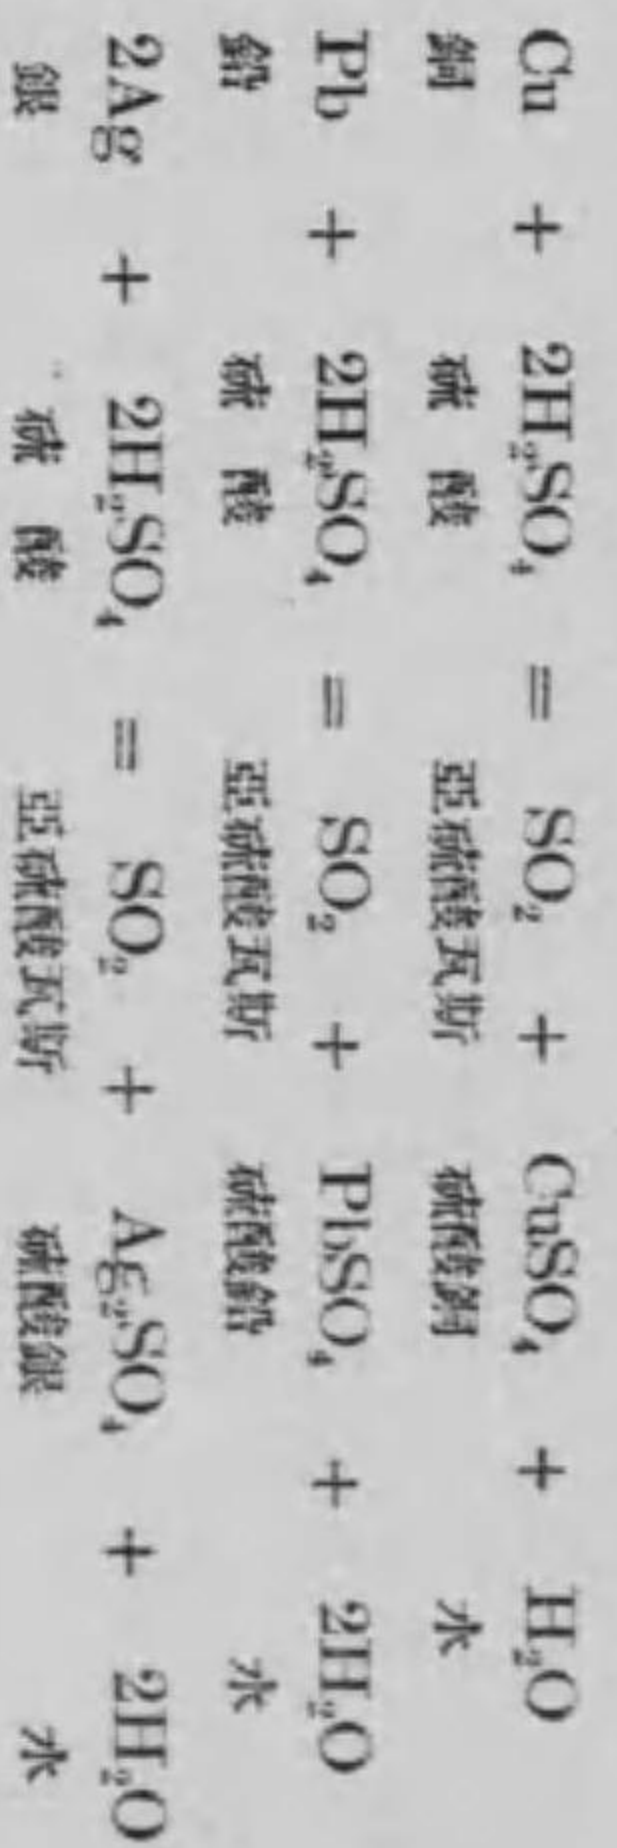 Cu + 2H₂SO₄ = SO₂ + CuSO₄ + H₂O
銅 硫酸 亞硫酸瓦斯 硫酸銅 水
Pb + 2H₂SO₄ = SO₂ + PbSO₄ + 2H₂O
鉛 硫酸 亞硫酸瓦斯 硫酸鉛 水
2Ag + 2H₂SO₄ = SO₂ + Ag₂SO₄ + 2H₂O
銀 硫酸 亞硫酸瓦斯 硫酸銀 水